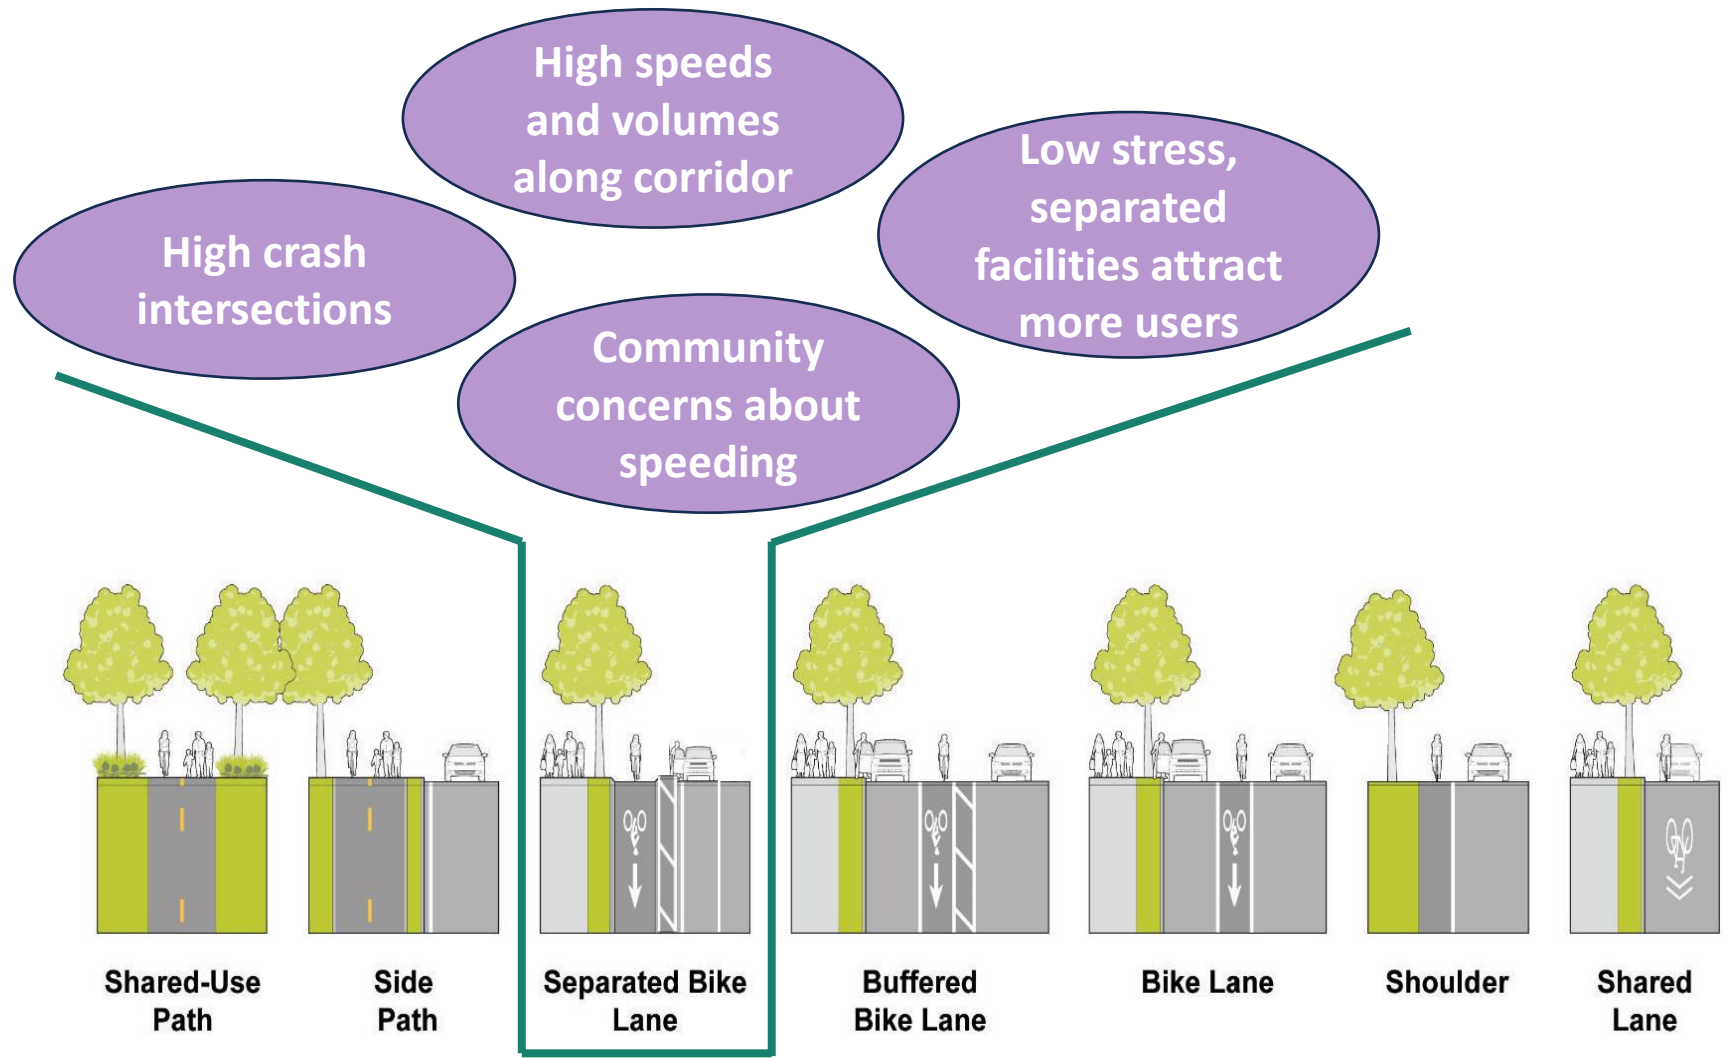 High speeds
and volumes
along corridor
Low stress,
separated
facilities attract
more users
High crash
intersections
Community
concerns about
speeding
Shared-Use
Path
Side
Path
Separated Bike
Lane
Buffered
Bike Lane
Bike Lane
Shoulder
Shared
Lane